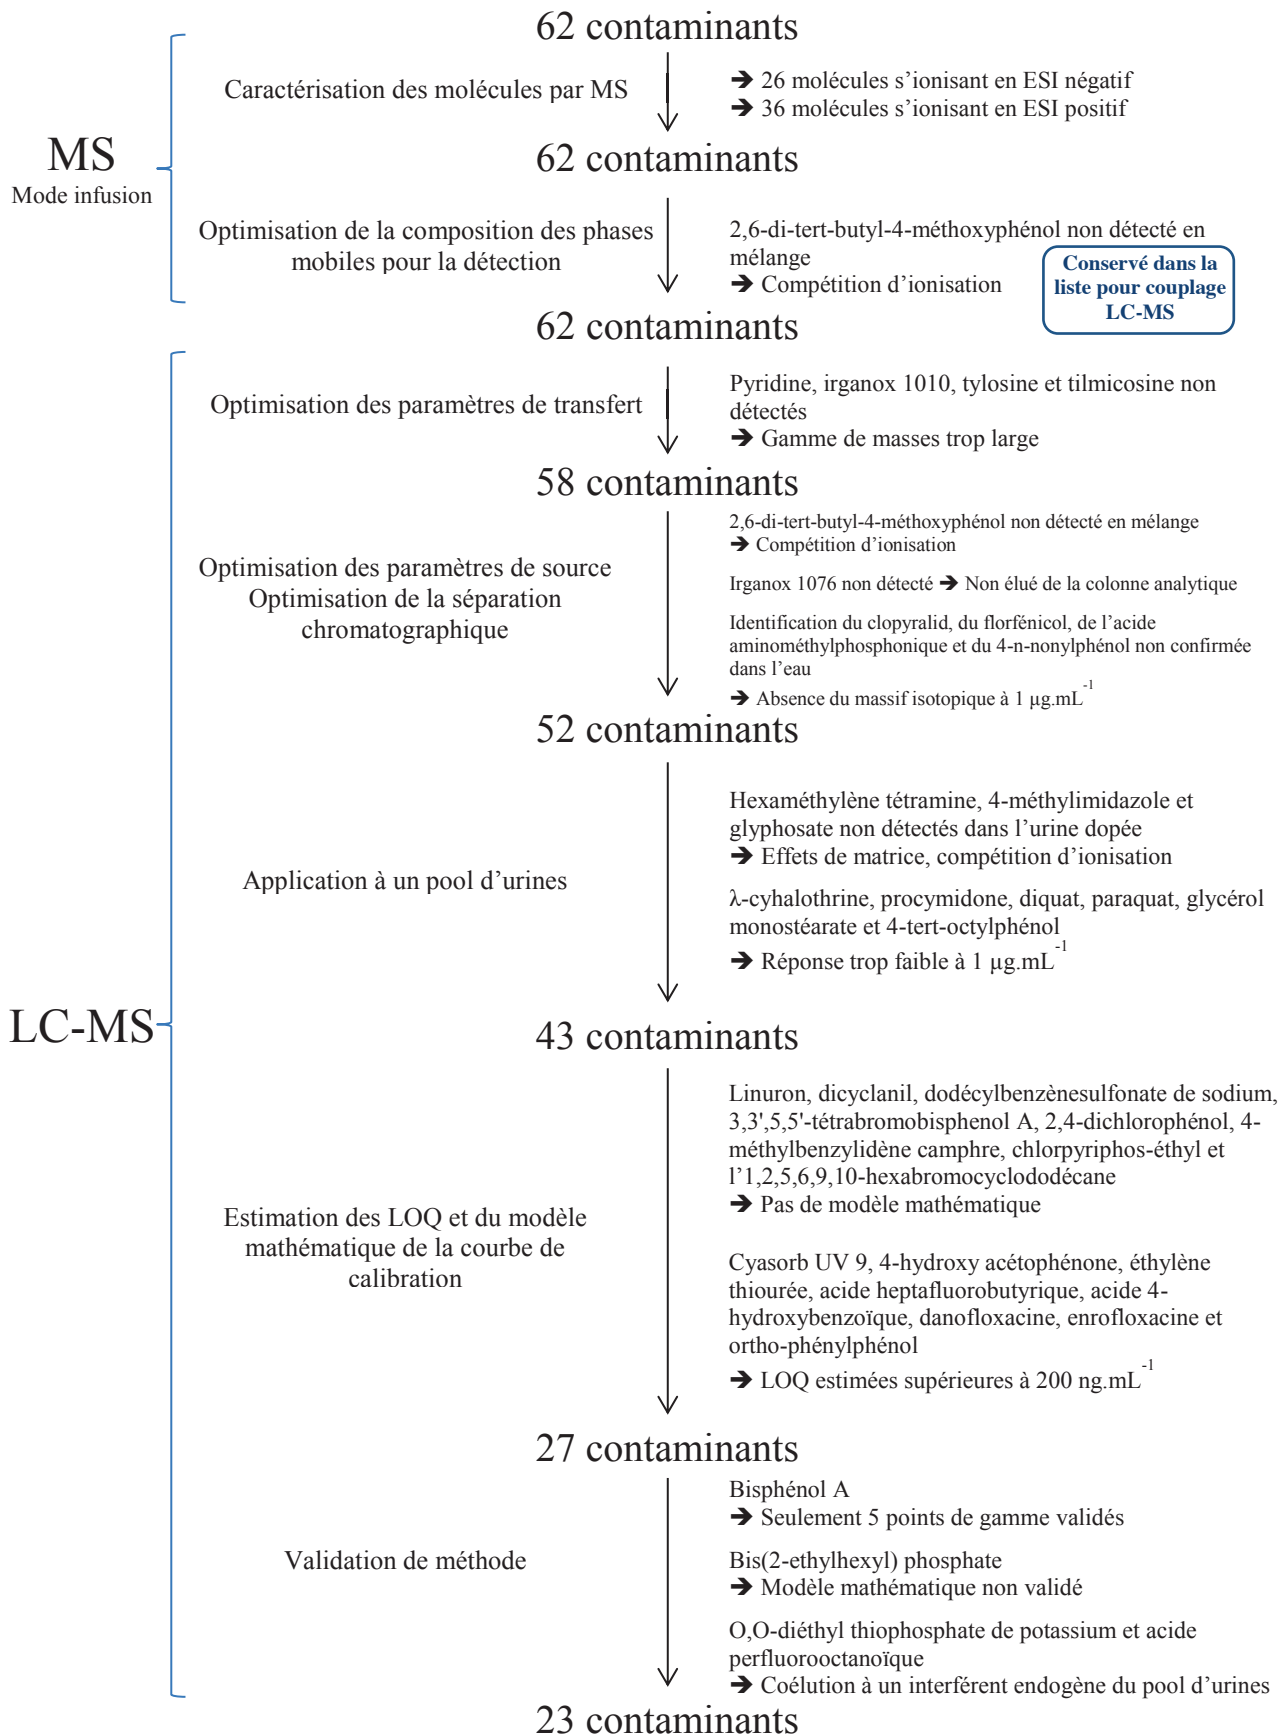 62 contaminants
Caractérisation des molécules par MS
➔ 26 molécules s’ionisant en ESI négatif
➔ 36 molécules s’ionisant en ESI positif
MS
Mode infusion
62 contaminants
Optimisation de la composition des phases
mobiles pour la détection
2,6-di-tert-butyl-4-méthoxyphénol non détecté en
mélange
➔ Compétition d’ionisation
Conservé dans la
liste pour couplage
LC-MS
62 contaminants
Optimisation des paramètres de transfert
Pyridine, irganox 1010, tylosine et tilmicosine non
détectés
➔ Gamme de masses trop large
58 contaminants
Optimisation des paramètres de source
Optimisation de la séparation
chromatographique
2,6-di-tert-butyl-4-méthoxyphénol non détecté en mélange
➔ Compétition d’ionisation
Irganox 1076 non détecté ➔ Non élué de la colonne analytique
Identification du clopyralid, du florfénicol, de l’acide
aminométhylphosphonique et du 4-n-nonylphénol non confirmée
dans l’eau
➔ Absence du massif isotopique à 1 µg.mL⁻¹
52 contaminants
Application à un pool d’urines
Hexaméthylène tétramine, 4-méthylimidazole et
glyphosate non détectés dans l’urine dopée
➔ Effets de matrice, compétition d’ionisation
λ-cyhalothrine, procymidone, diquat, paraquat, glycérol
monostéarate et 4-tert-octylphénol
➔ Réponse trop faible à 1 µg.mL⁻¹
LC-MS
43 contaminants
Estimation des LOQ et du modèle
mathématique de la courbe de
calibration
Linuron, dicyclanil, dodécylbenzènesulfonate de sodium,
3,3',5,5'-tétrabromobisphenol A, 2,4-dichlorophénol, 4-
méthylbenzylidène camphre, chlorpyriphos-éthyl et
l’1,2,5,6,9,10-hexabromocyclododécane
➔ Pas de modèle mathématique
Cyasorb UV 9, 4-hydroxy acétophénone, éthylène
thiourée, acide heptafluorobutyrique, acide 4-
hydroxybenzoïque, danofloxacine, enrofloxacine et
ortho-phénylphénol
➔ LOQ estimées supérieures à 200 ng.mL⁻¹
27 contaminants
Validation de méthode
Bisphénol A
➔ Seulement 5 points de gamme validés
Bis(2-ethylhexyl) phosphate
➔ Modèle mathématique non validé
O,O-diéthyl thiophosphate de potassium et acide
perfluorooctanoïque
➔ Coélution à un interférent endogène du pool d’urines
23 contaminants